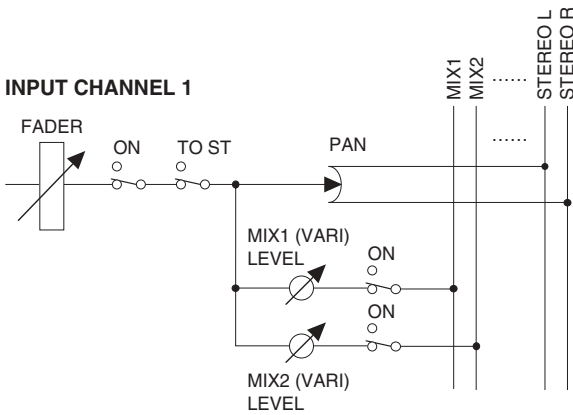 INPUT CHANNEL 1
FADER
ON
TO ST
PAN
MIX1
MIX2
......
STEREO L
STEREO R
......
MIX1 (VARI)
LEVEL
ON
ON
MIX2 (VARI)
LEVEL